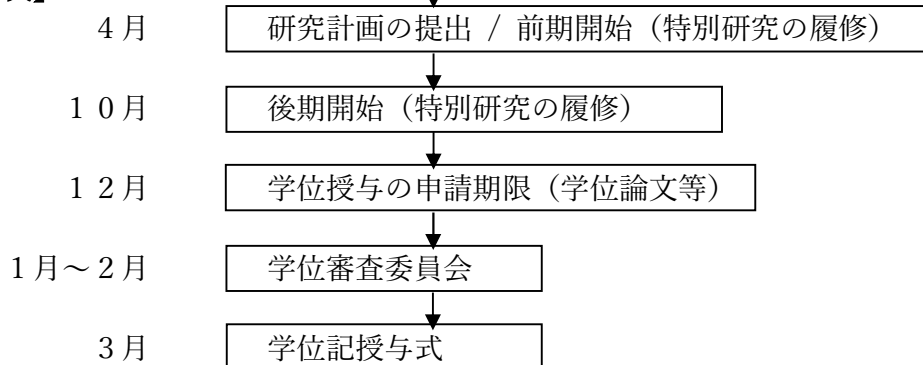 4月 研究計画の提出 / 前期開始（特別研究の履修）
10月 後期開始（特別研究の履修）
12月 学位授与の申請期限（学位論文等）
1月～2月 学位審査委員会
3月 学位記授与式